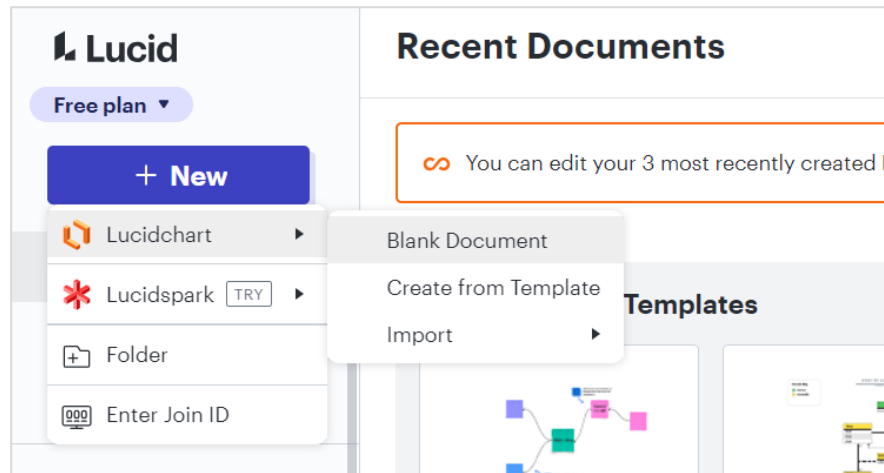 Lucid
Free plan
+ New
Lucidchart
Lucidspark TRY
Folder
Enter Join ID
Blank Document
Create from Template
Import
Recent Documents
You can edit your 3 most recently created
Templates